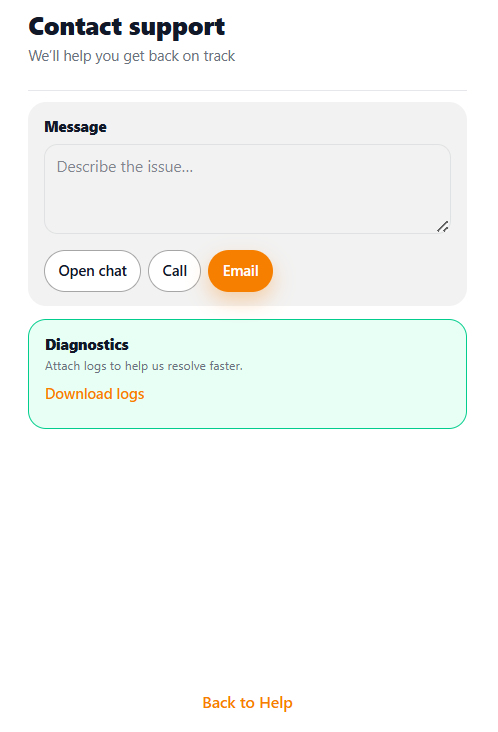 Contact support
We’ll help you get back on track
Message
Describe the issue...
Open chat Call Email
Diagnostics
Attach logs to help us resolve faster.
Download logs
Back to Help